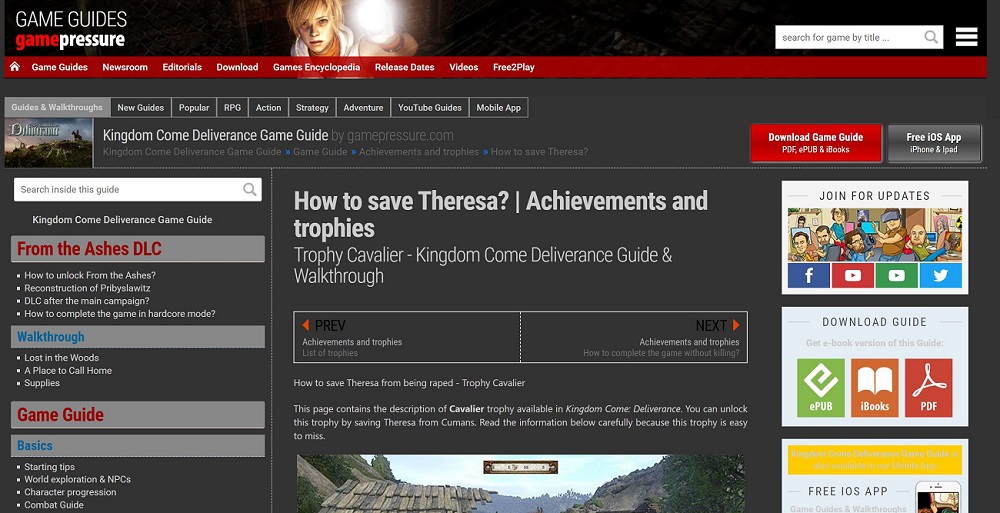 GAME GUIDES
gamepressure
search for game by title ...
Game Guides Newsroom Editorials Download Games Encyclopedia Release Dates Videos Free2Play
Guides & Walkthroughs New Guides Popular RPG Action Strategy Adventure YouTube Guides Mobile App
Deliverance
Kingdom Come Deliverance Game Guide by gamepressure.com
Kingdom Come Deliverance Game Guide » Game Guide » Achievements and trophies » How to save Theresa?
Download Game Guide
PDF, ePUB & iBooks
Free iOS App
iPhone & Ipad
Search inside this guide
Kingdom Come Deliverance Game Guide
From the Ashes DLC
How to unlock From the Ashes?
Reconstruction of Pribyslawitz
DLC after the main campaign?
How to complete the game in hardcore mode?
Walkthrough
Lost in the Woods
A Place to Call Home
Supplies
Game Guide
Basics
Starting tips
World exploration & NPCs
Character progression
Combat Guide
How to save Theresa? | Achievements and
trophies
Trophy Cavalier - Kingdom Come Deliverance Guide &
Walkthrough
PREV
Achievements and trophies
List of trophies
NEXT
Achievements and trophies
How to complete the game without killing?
How to save Theresa from being raped - Trophy Cavalier
This page contains the description of Cavalier trophy available in Kingdom Come: Deliverance. You can unlock
this trophy by saving Theresa from Cumans. Read the information below carefully because this trophy is easy
to miss.
JOIN FOR UPDATES
DOWNLOAD GUIDE
Get e-book version of this Guide:
ePUB iBooks PDF
Kingdom Come Deliverance Game Guide is
also available in our Mobile App
FREE IOS APP
Game Guides & Walkthroughs